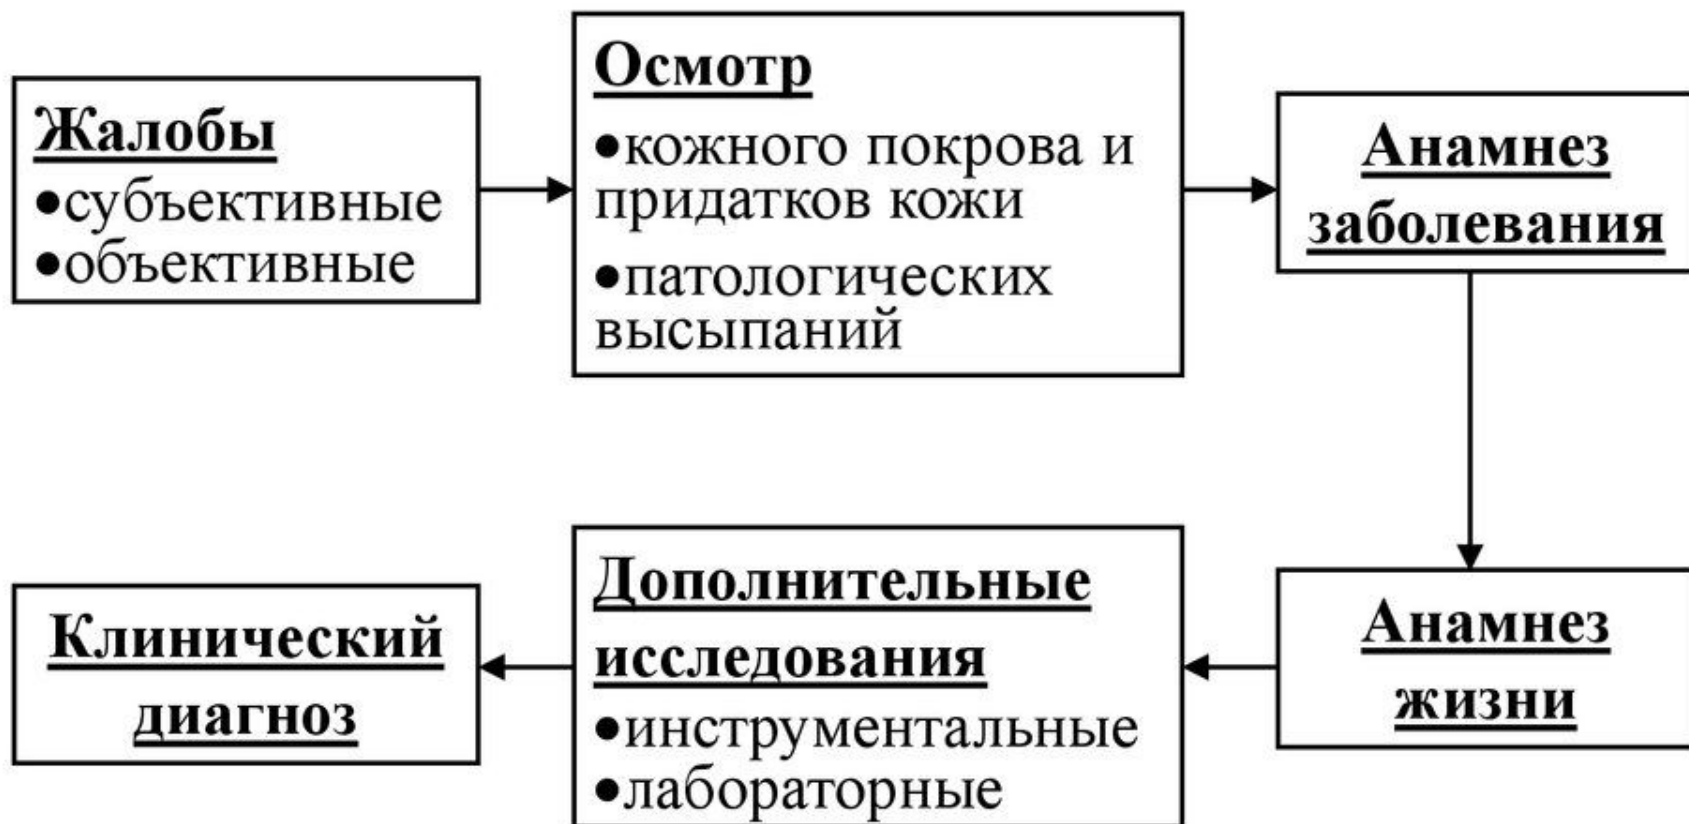 Жалобы
•субъективные
•объективные
Осмотр
•кожного покрова и
придатков кожи
•патологических
высыпаний
Анамнез
заболевания
Анамнез
жизни
Дополнительные
исследования
•инструментальные
•лабораторные
Клинический
диагноз